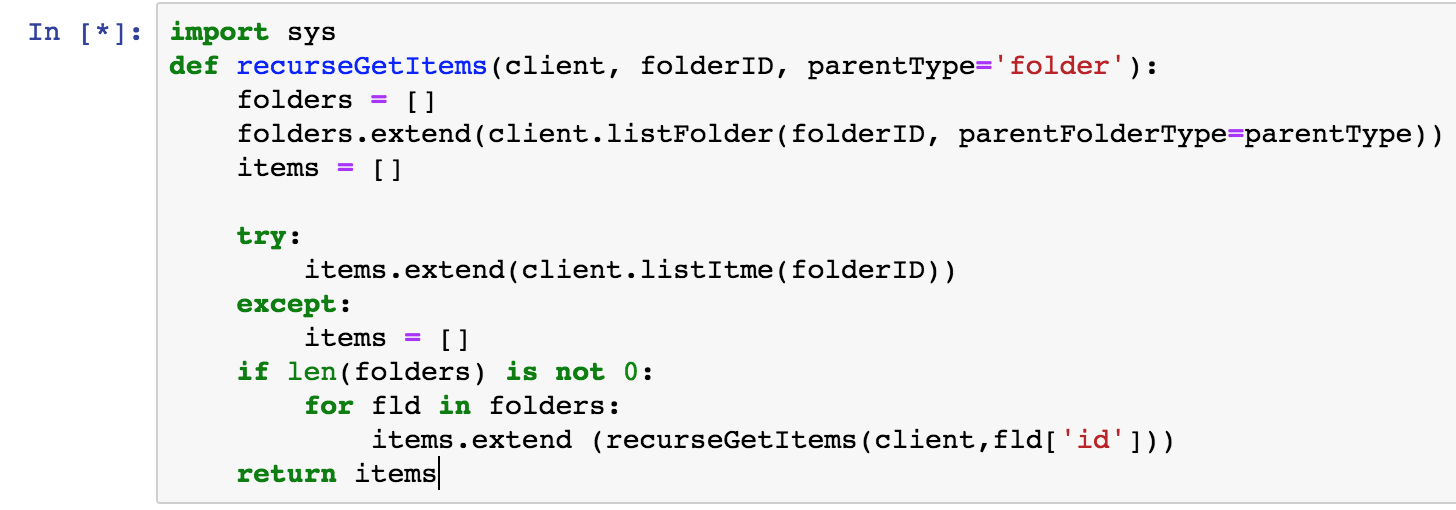 In [*]: import sys
def recurseGetItems(client, folderID, parentType='folder'):
    folders = []
    folders.extend(client.listFolder(folderID, parentFolderType=parentType))
    items = []

    try:
        items.extend(client.listItme(folderID))
    except:
        items = []
    if len(folders) is not 0:
        for fld in folders:
            items.extend (recurseGetItems(client,fld['id']))
    return items